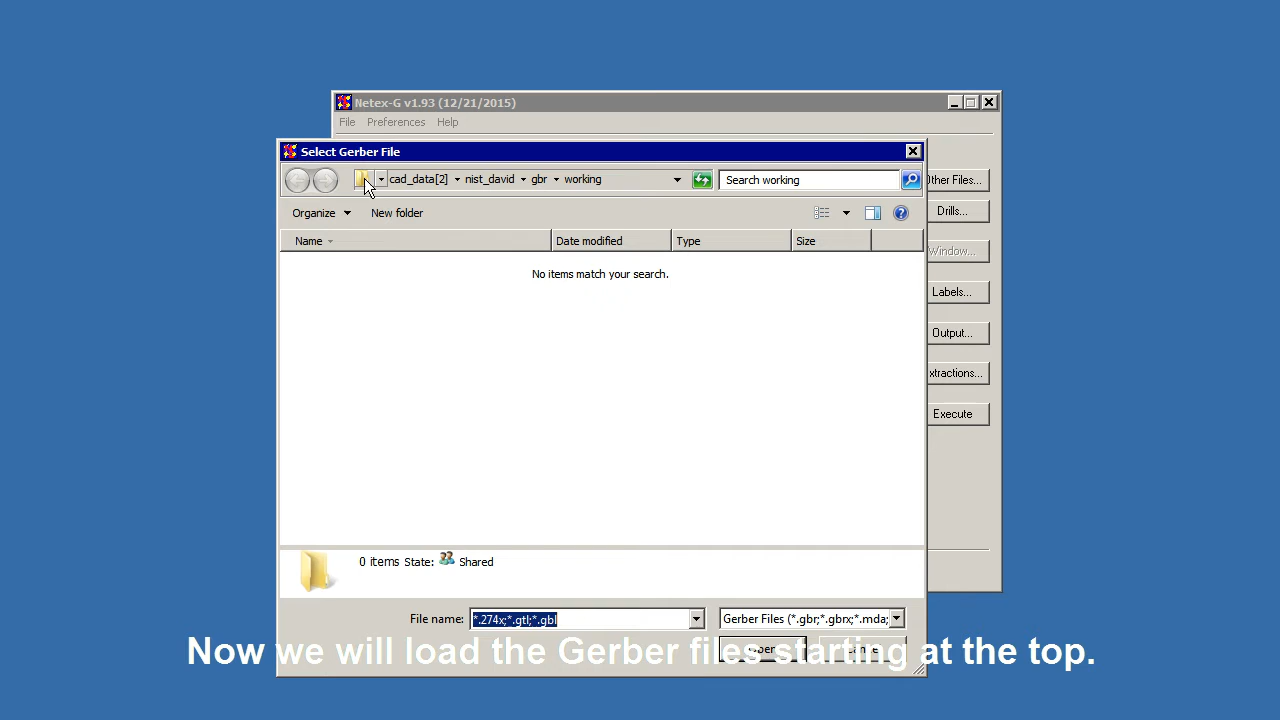 Netex-G v1.93 (12/21/2015)
File Preferences Help
Select Gerber File
cad_data[2] nist_david gbr working
Search working
Other Files...
Organize New folder
Drills...
Name Date modified Type Size
Window...
No items match your search.
Labels...
Output...
xtractions...
Execute
0 items State: Shared
File name: *.274x;*.gtl;*.gbl
Gerber Files (*.gbr;*.gbrx;*.mda;
Open Cancel
Now we will load the Gerber files starting at the top.